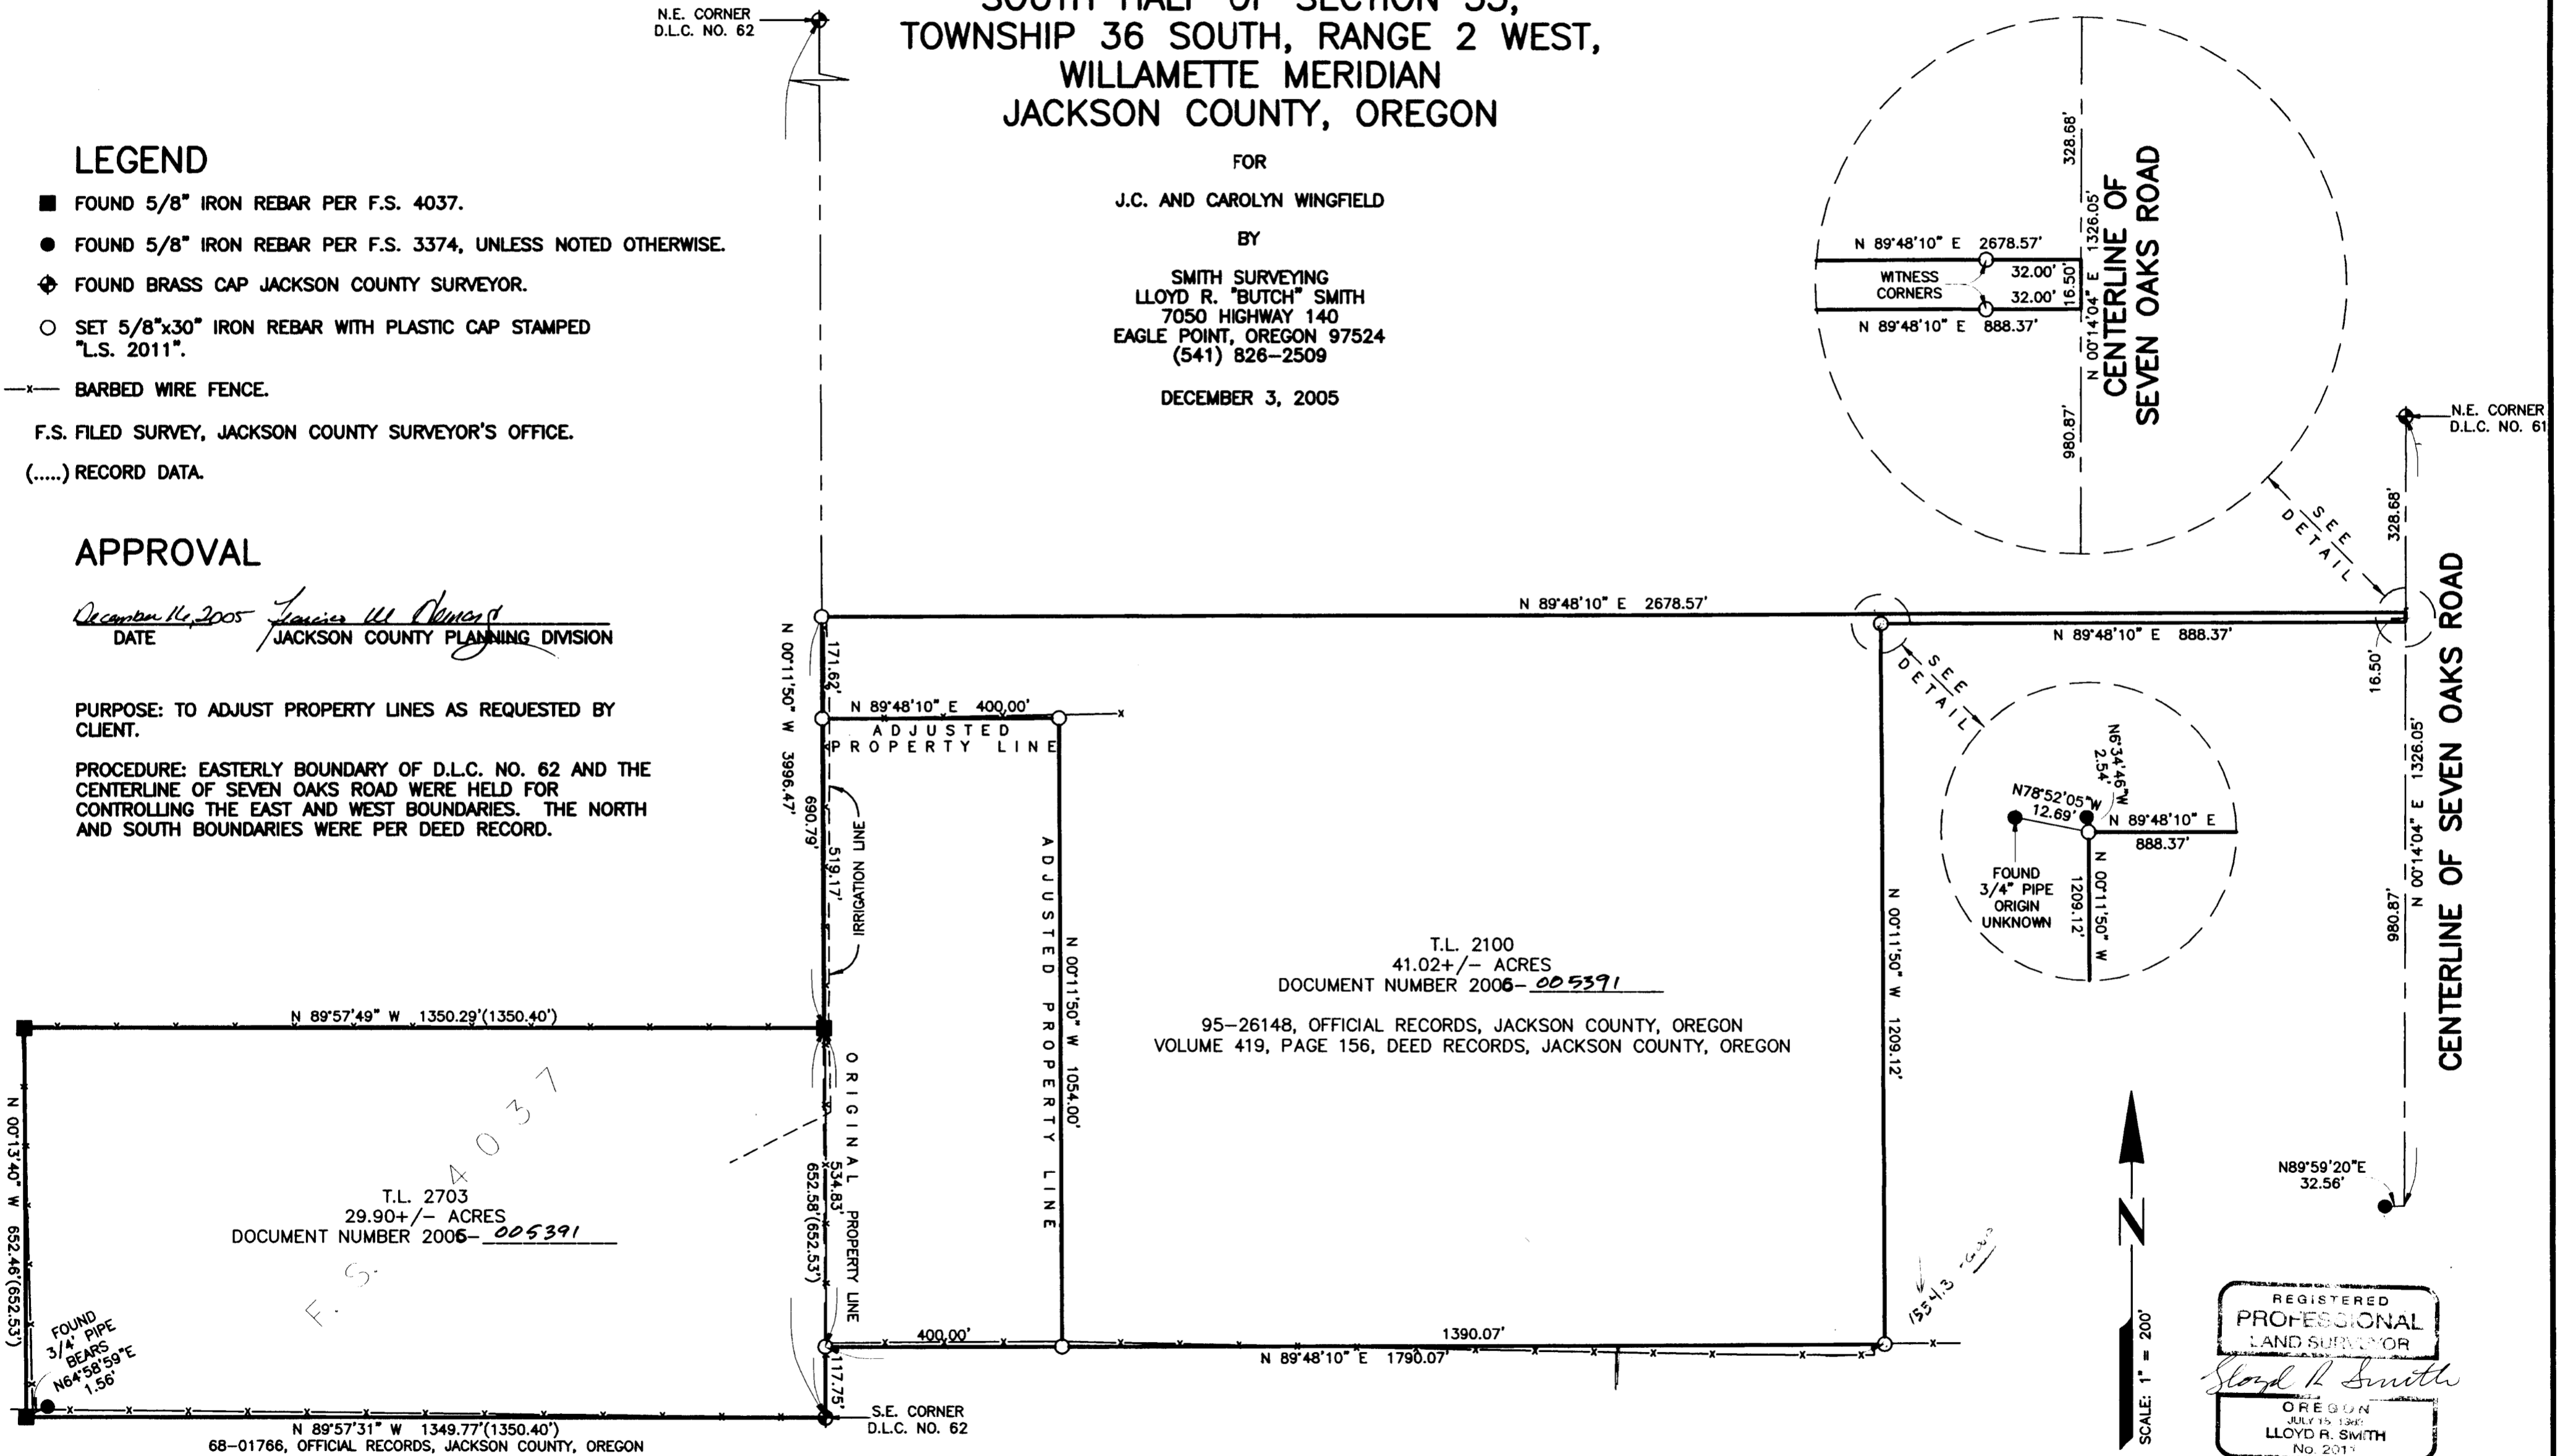 SOUTH HALF OF SECTION 35,
TOWNSHIP 36 SOUTH, RANGE 2 WEST,
WILLAMETTE MERIDIAN
JACKSON COUNTY, OREGON
FOR
J.C. AND CAROLYN WINGFIELD
BY
SMITH SURVEYING
LLOYD R. "BUTCH" SMITH
7050 HIGHWAY 140
EAGLE POINT, OREGON 97524
(541) 826-2509
DECEMBER 3, 2005
N.E. CORNER
D.L.C. NO. 62
LEGEND
FOUND 5/8" IRON REBAR PER F.S. 4037.
FOUND 5/8" IRON REBAR PER F.S. 3374, UNLESS NOTED OTHERWISE.
FOUND BRASS CAP JACKSON COUNTY SURVEYOR.
SET 5/8"x30" IRON REBAR WITH PLASTIC CAP STAMPED
"L.S. 2011".
—x— BARBED WIRE FENCE.
F.S. FILED SURVEY, JACKSON COUNTY SURVEYOR'S OFFICE.
(.....) RECORD DATA.
APPROVAL
December 16, 2005
DATE
JACKSON COUNTY PLANNING DIVISION
PURPOSE: TO ADJUST PROPERTY LINES AS REQUESTED BY
CLIENT.
PROCEDURE: EASTERLY BOUNDARY OF D.L.C. NO. 62 AND THE
CENTERLINE OF SEVEN OAKS ROAD WERE HELD FOR
CONTROLLING THE EAST AND WEST BOUNDARIES. THE NORTH
AND SOUTH BOUNDARIES WERE PER DEED RECORD.
328.68'
N 00°14'04" E 1326.05'
CENTERLINE OF
SEVEN OAKS ROAD
N 89°48'10" E 2678.57'
WITNESS
CORNERS
32.00'
32.00'
16.50'
N 89°48'10" E 888.37'
980.87'
N.E. CORNER
D.L.C. NO. 61
SEE
DETAIL
328.68'
N 89°48'10" E 2678.57'
N 89°48'10" E 888.37'
16.50'
SEE
DETAIL
N 00°14'04" E 1326.05'
980.87'
CENTERLINE OF SEVEN OAKS ROAD
N6°34'46"W
2.54'
N78°52'05"W
12.69'
N 89°48'10" E
888.37'
FOUND
3/4" PIPE
ORIGIN
UNKNOWN
N 00°11'50" W
1209.12'
N 00°11'50" W 3996.47'
171.62'
N 89°48'10" E 400.00'
ADJUSTED
PROPERTY LINE
690.79'
519.17'
IRRIGATION LINE
ADJUSTED PROPERTY LINE
N 00°11'50" W 1054.00'
T.L. 2100
41.02+/- ACRES
DOCUMENT NUMBER 2006-005391
95-26148, OFFICIAL RECORDS, JACKSON COUNTY, OREGON
VOLUME 419, PAGE 156, DEED RECORDS, JACKSON COUNTY, OREGON
N 00°11'50" W 1209.12'
N 89°57'49" W 1350.29'(1350.40')
N 00°13'40" W 652.46'(652.53')
F.S. 4037
T.L. 2703
29.90+/- ACRES
DOCUMENT NUMBER 2006-005391
ORIGINAL PROPERTY LINE
534.83'
652.58'(652.53')
FOUND
3/4' PIPE
BEARS
N64°58'59"E
1.56'
400.00'
1390.07'
N 89°48'10" E 1790.07'
117.75'
S.E. CORNER
D.L.C. NO. 62
N 89°57'31" W 1349.77'(1350.40')
68-01766, OFFICIAL RECORDS, JACKSON COUNTY, OREGON
1554.3
N89°59'20"E
32.56'
N
SCALE: 1" = 200'
REGISTERED
PROFESSIONAL
LAND SURVEYOR
Lloyd R Smith
OREGON
JULY 15
LLOYD R. SMITH
No. 2011